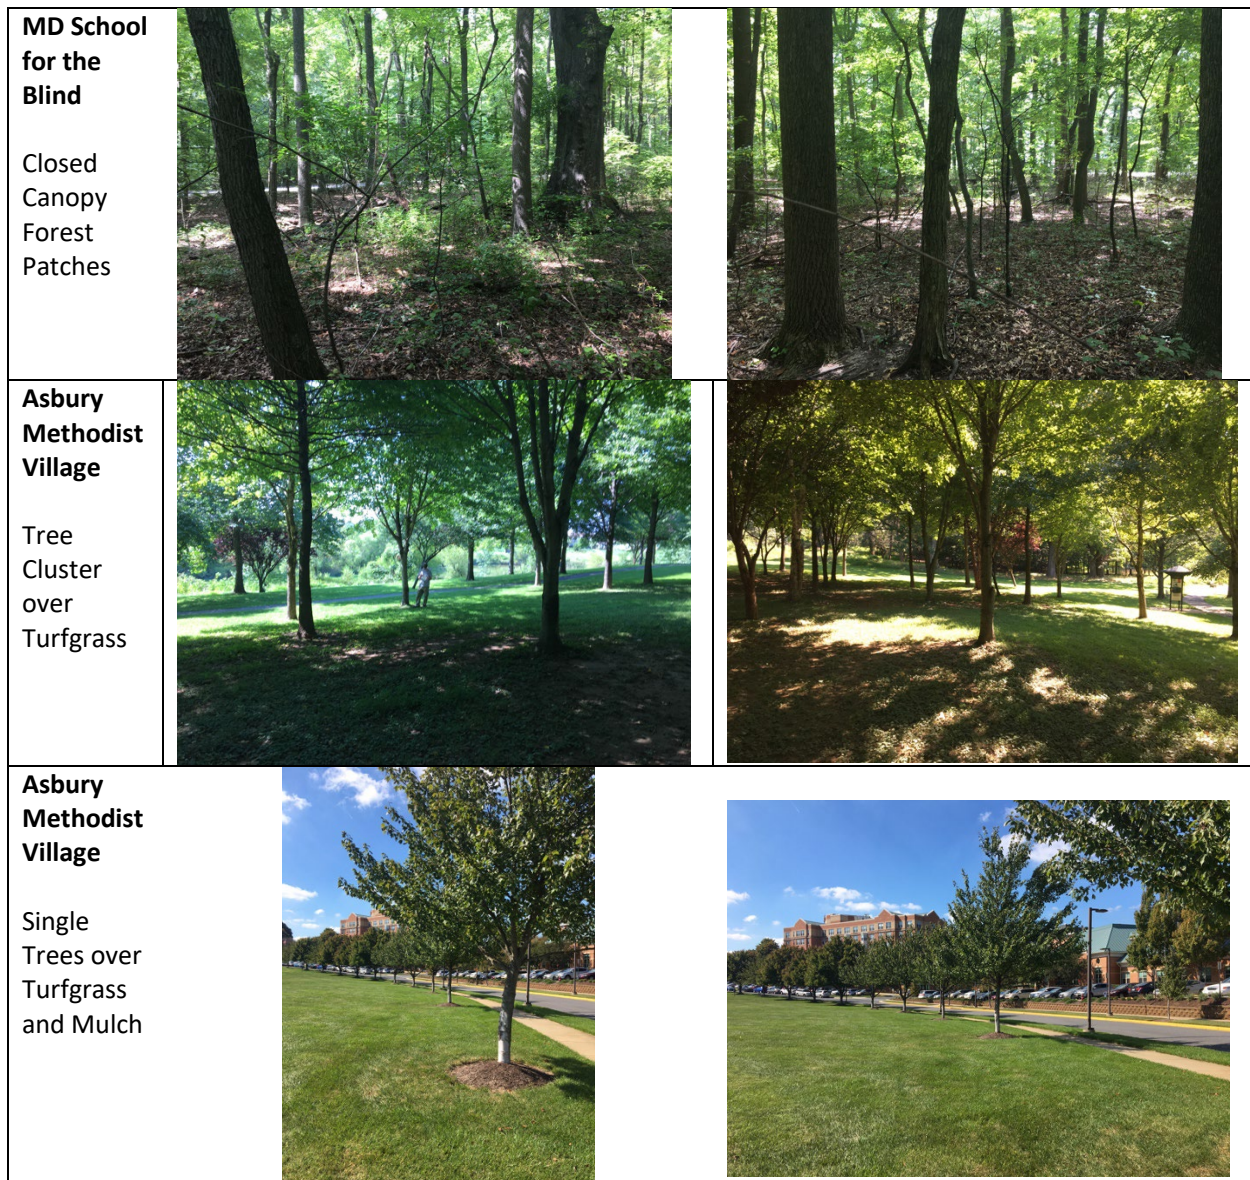 MD School
for the
Blind
Closed
Canopy
Forest
Patches
Asbury
Methodist
Village
Tree
Cluster
over
Turfgrass
Asbury
Methodist
Village
Single
Trees over
Turfgrass
and Mulch